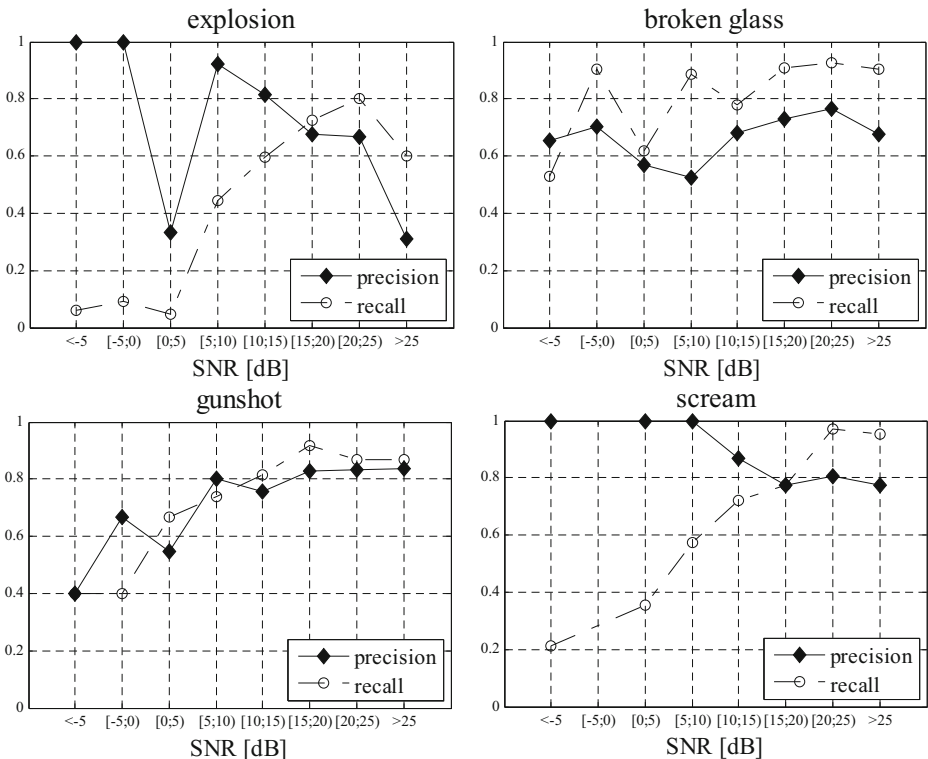 explosion
1
0.8
0.6
0.4
0.2
0
<-5 [-5;0) [0;5) [5;10) [10;15) [15;20) [20;25) >25
SNR [dB]
precision
recall
broken glass
1
0.8
0.6
0.4
0.2
0
<-5 [-5;0) [0;5) [5;10) [10;15) [15;20) [20;25) >25
SNR [dB]
precision
recall
gunshot
1
0.8
0.6
0.4
0.2
0
<-5 [-5;0) [0;5) [5;10) [10;15) [15;20) [20;25) >25
SNR [dB]
precision
recall
scream
1
0.8
0.6
0.4
0.2
0
<-5 [-5;0) [0;5) [5;10) [10;15) [15;20) [20;25) >25
SNR [dB]
precision
recall